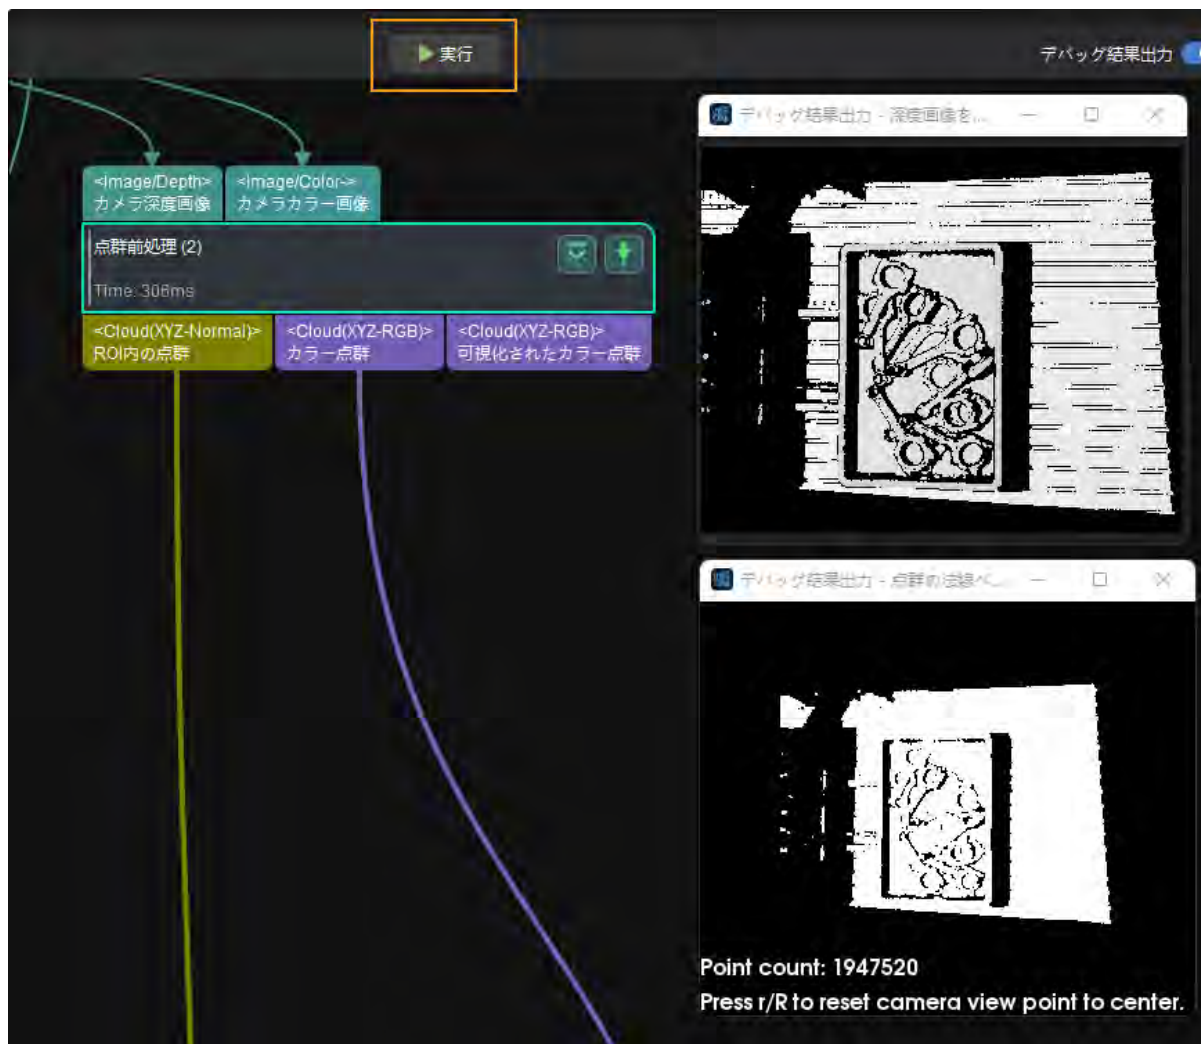 実行
デバッグ結果出力
デバッグ結果出力 - 深度画像を...
<Image/Depth>
カメラ深度画像
<Image/Color->
カメラカラー画像
点群前処理 (2)
Time: 306ms
<Cloud(XYZ-Normal)>
ROI内の点群
<Cloud(XYZ-RGB)>
カラー点群
<Cloud(XYZ-RGB)>
可視化されたカラー点群
デバッグ結果出力 - 点群の法線ベ...
Point count: 1947520
Press r/R to reset camera view point to center.